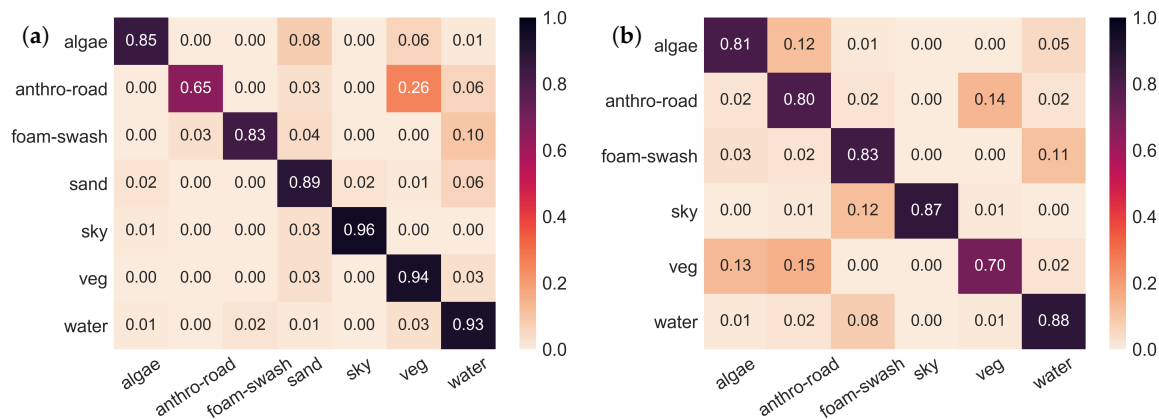 (a)
algae 0.85 0.00 0.00 0.08 0.00 0.06 0.01
anthro-road 0.00 0.65 0.00 0.03 0.00 0.26 0.06
foam-swash 0.00 0.03 0.83 0.04 0.00 0.00 0.10
sand 0.02 0.00 0.00 0.89 0.02 0.01 0.06
sky 0.01 0.00 0.00 0.03 0.96 0.00 0.00
veg 0.00 0.00 0.00 0.03 0.00 0.94 0.03
water 0.01 0.00 0.02 0.01 0.00 0.03 0.93
algae anthro-road foam-swash sand sky veg water
1.0
0.8
0.6
0.4
0.2
0.0
(b)
algae 0.81 0.12 0.01 0.00 0.00 0.05
anthro-road 0.02 0.80 0.02 0.00 0.14 0.02
foam-swash 0.03 0.02 0.83 0.00 0.00 0.11
sky 0.00 0.01 0.12 0.87 0.01 0.00
veg 0.13 0.15 0.00 0.00 0.70 0.02
water 0.01 0.02 0.08 0.00 0.01 0.88
algae anthro-road foam-swash sky veg water
1.0
0.8
0.6
0.4
0.2
0.0